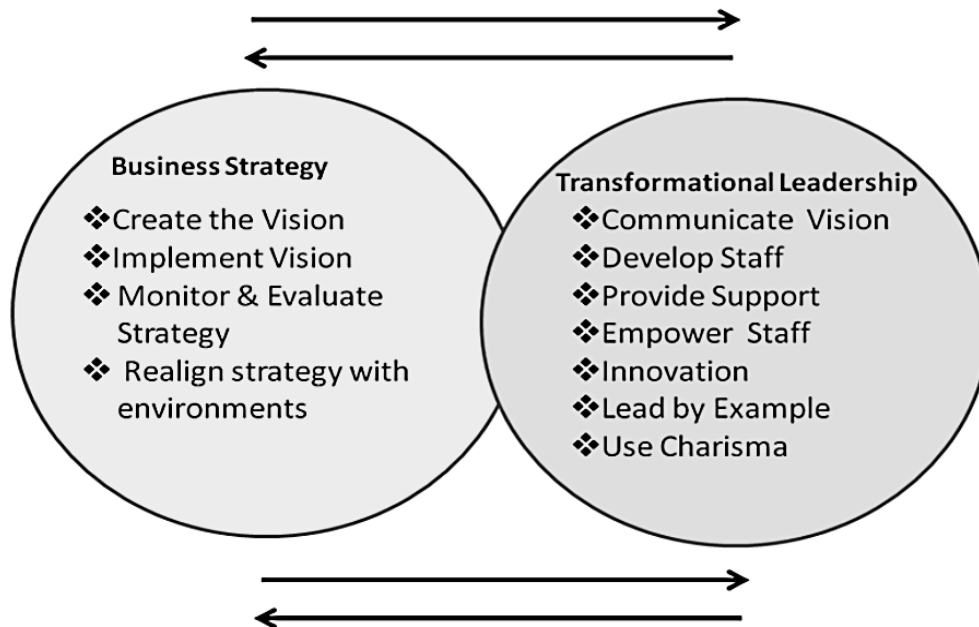 Business Strategy
❖Create the Vision
❖Implement Vision
❖ Monitor & Evaluate
Strategy
❖ Realign strategy with
environments
Transformational Leadership
❖Communicate Vision
❖Develop Staff
❖Provide Support
❖Empower Staff
❖Innovation
❖Lead by Example
❖Use Charisma